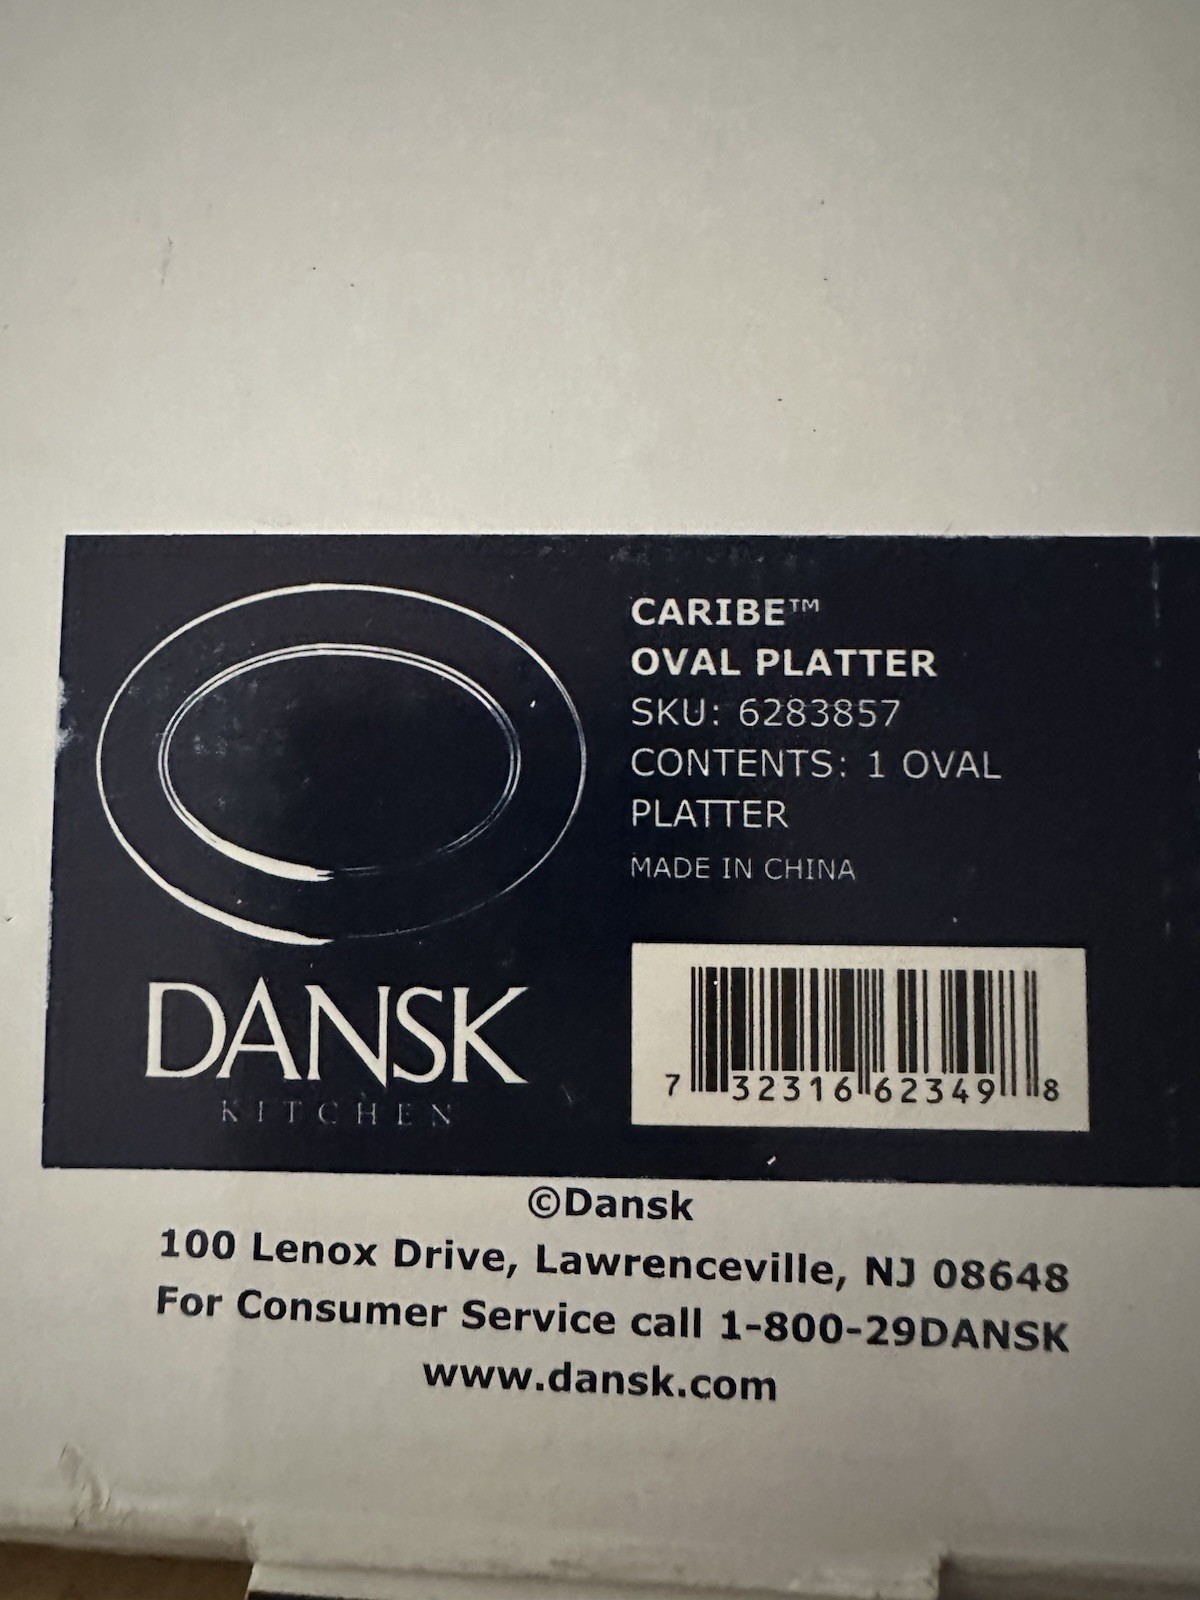 CARIBE™
OVAL PLATTER
SKU: 6283857
CONTENTS: 1 OVAL
PLATTER
MADE IN CHINA
DANSK
KITCHEN
7 32316 62349 8
©Dansk
100 Lenox Drive, Lawrenceville, NJ 08648
For Consumer Service call 1-800-29DANSK
www.dansk.com